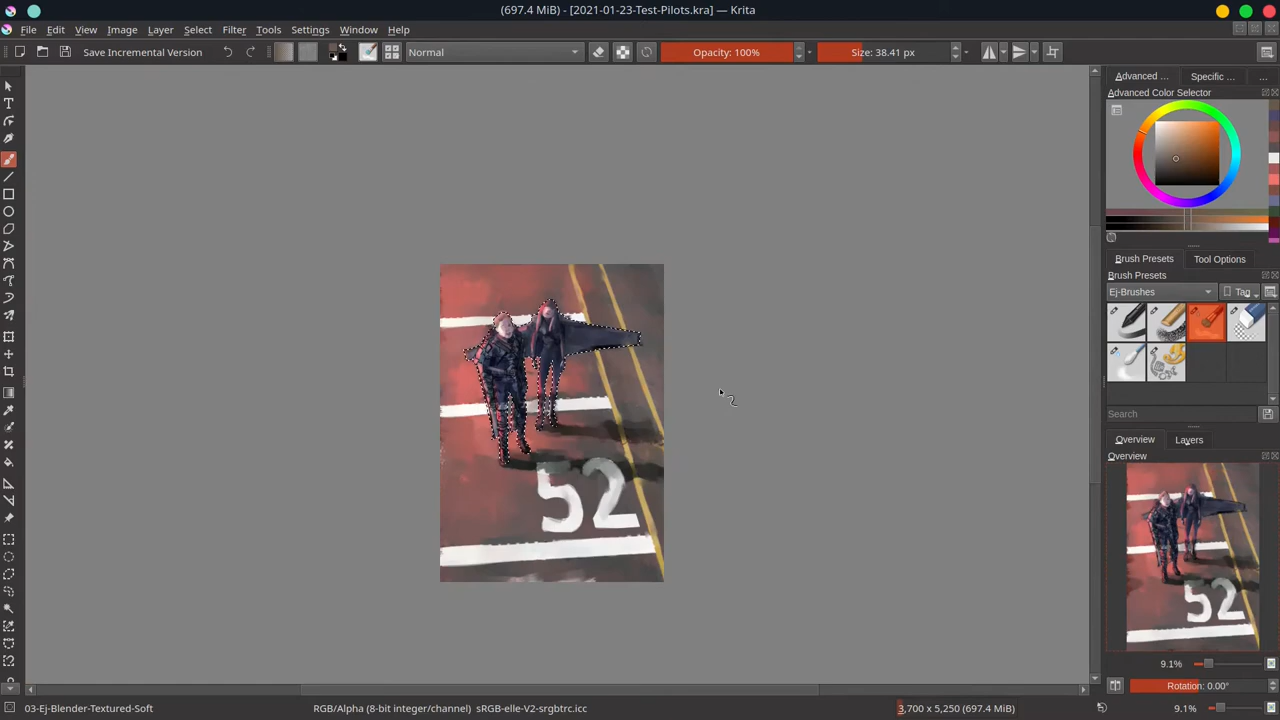 (697.4 MiB) - [2021-01-23-Test-Pilots.kra] — Krita
File Edit View Image Layer Select Filter Tools Settings Window Help
Save Incremental Version Normal Opacity: 100% Size: 38.41 px
Advanced ... Specific ... ...
Advanced Color Selector
Brush Presets Tool Options
Brush Presets
Ej-Brushes Tag
Search
Overview Layers
Overview
52
52
9.1%
Rotation: 0.00°
03-Ej-Blender-Textured-Soft RGB/Alpha (8-bit integer/channel) sRGB-elle-V2-srgbtrc.icc 3,700 x 5,250 (697.4 MiB) 9.1%